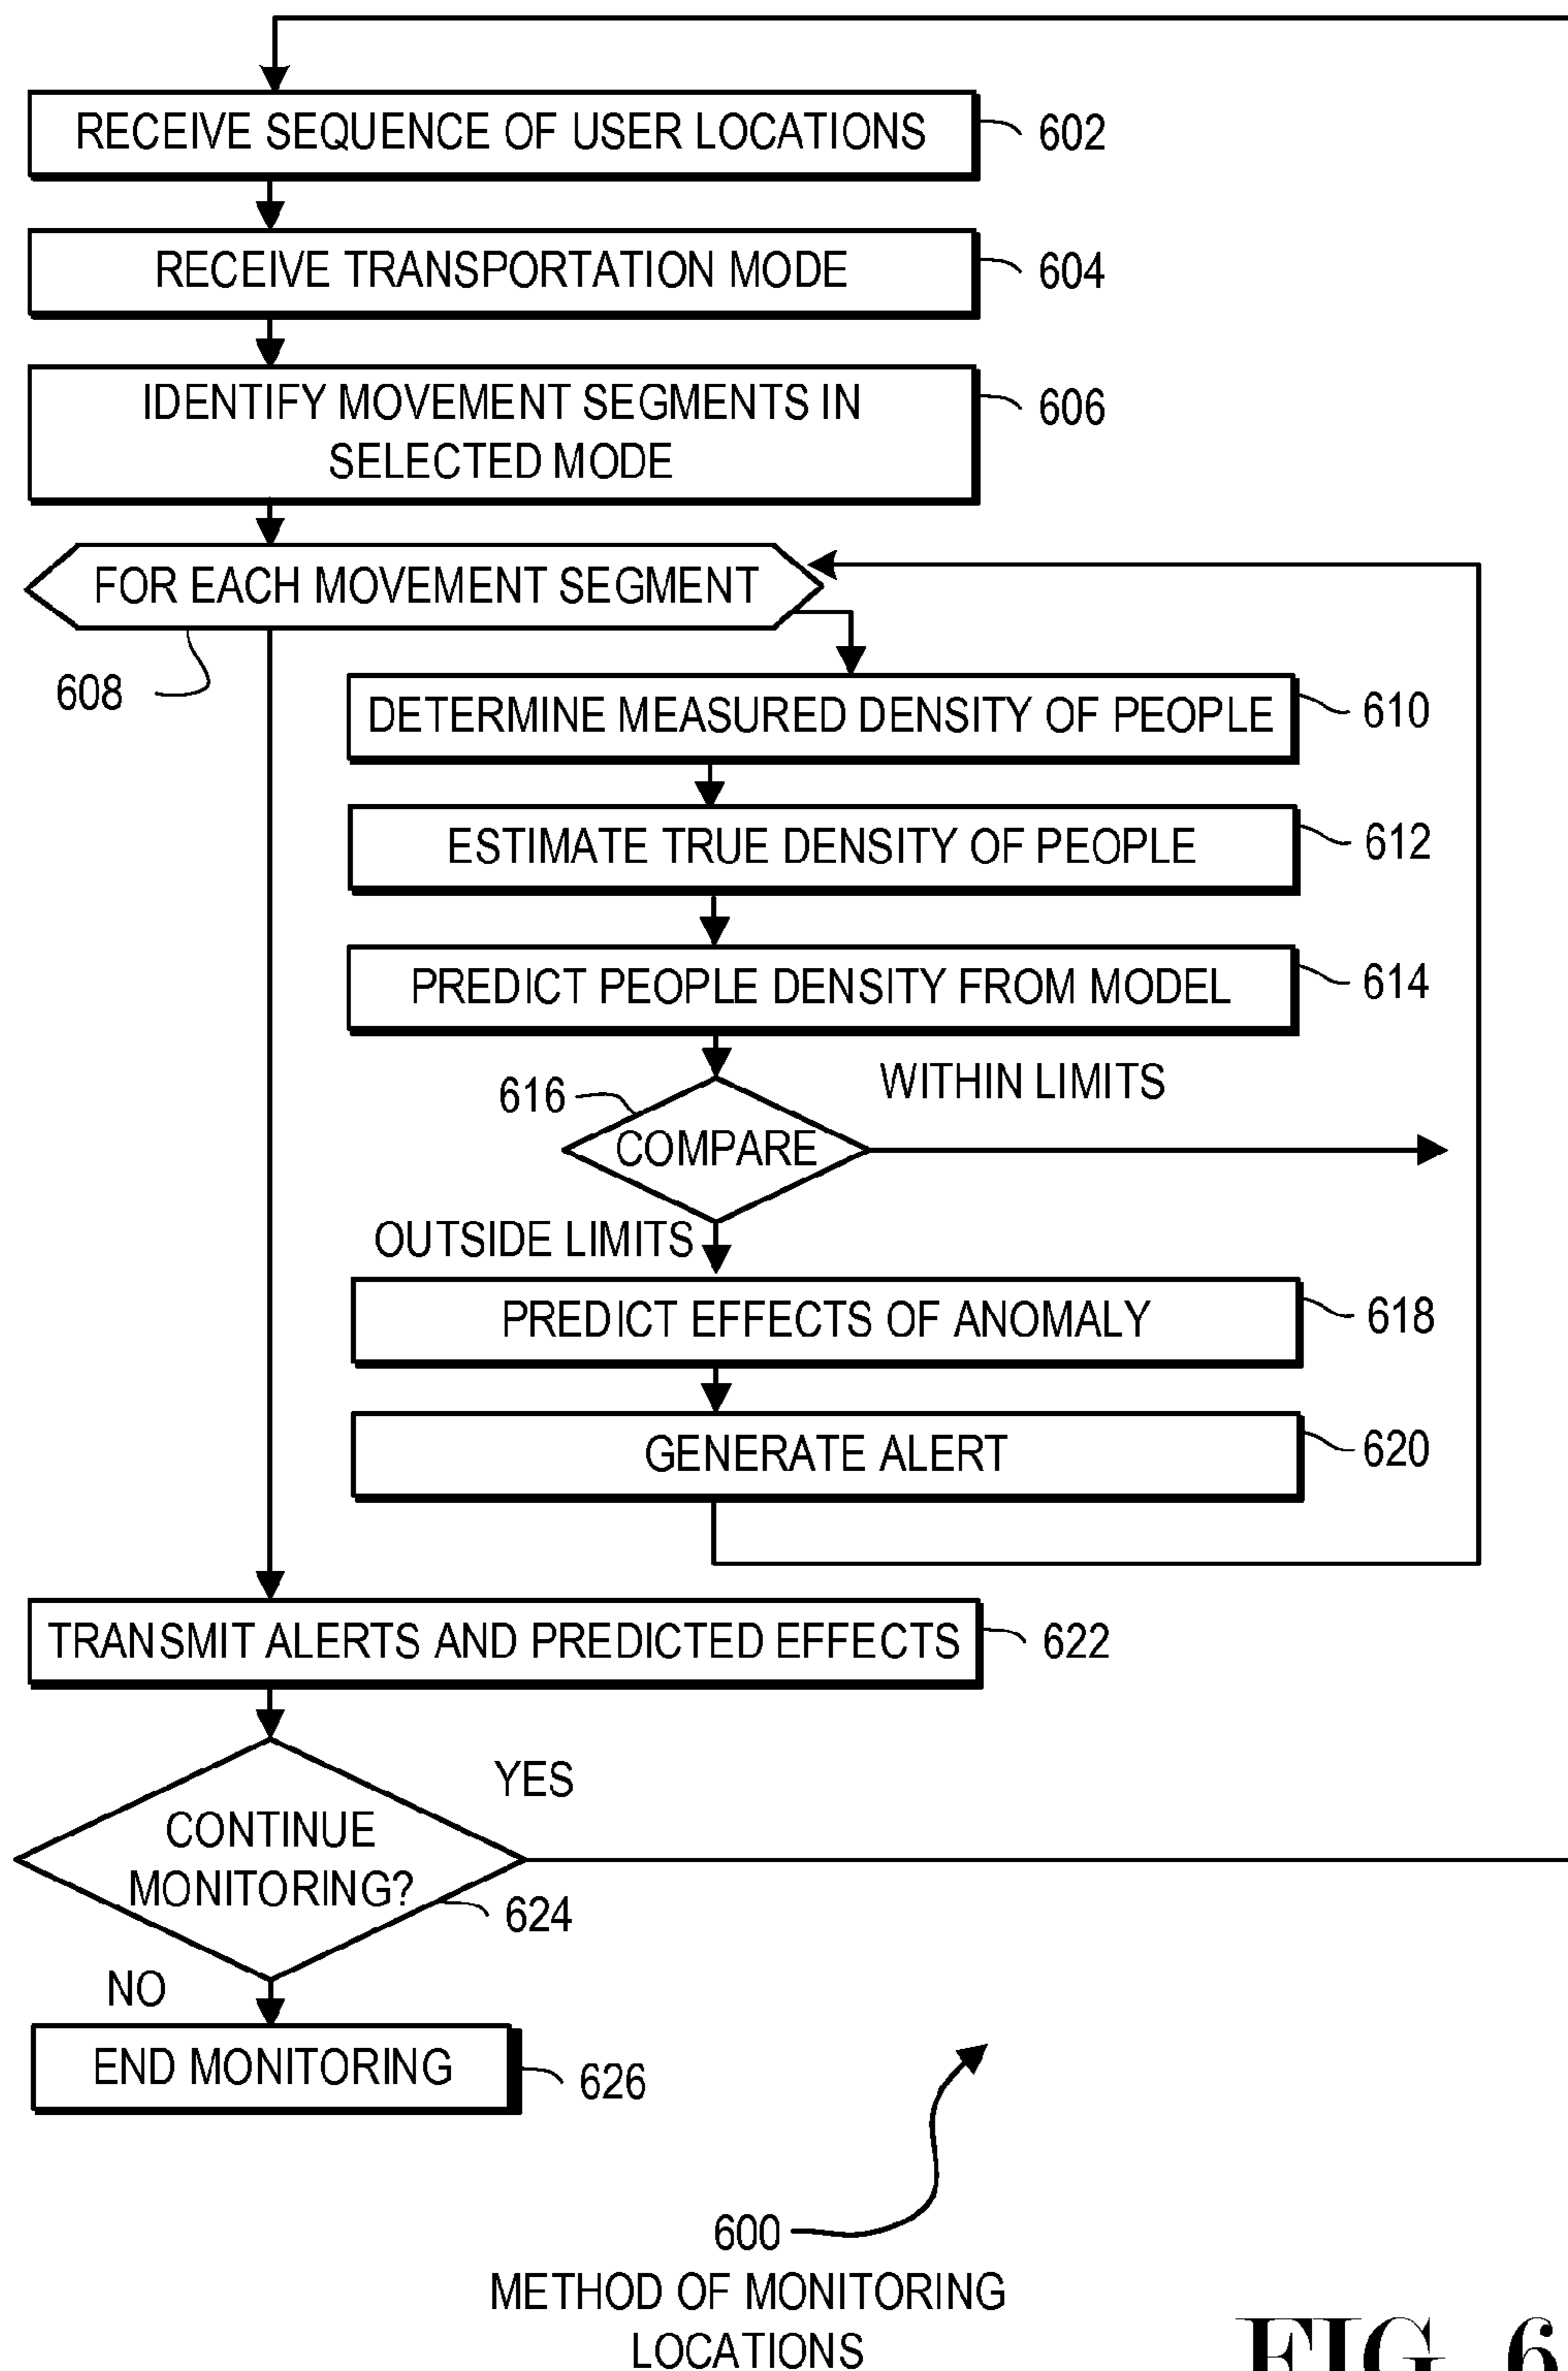 RECEIVE SEQUENCE OF USER LOCATIONS
602
RECEIVE TRANSPORTATION MODE
604
IDENTIFY MOVEMENT SEGMENTS IN
SELECTED MODE
606
FOR EACH MOVEMENT SEGMENT
608
DETERMINE MEASURED DENSITY OF PEOPLE
610
ESTIMATE TRUE DENSITY OF PEOPLE
612
PREDICT PEOPLE DENSITY FROM MODEL
614
616
WITHIN LIMITS
COMPARE
OUTSIDE LIMITS
PREDICT EFFECTS OF ANOMALY
618
GENERATE ALERT
620
TRANSMIT ALERTS AND PREDICTED EFFECTS
622
YES
CONTINUE
MONITORING?
624
NO
END MONITORING
626
600
METHOD OF MONITORING
LOCATIONS
FIG. 6